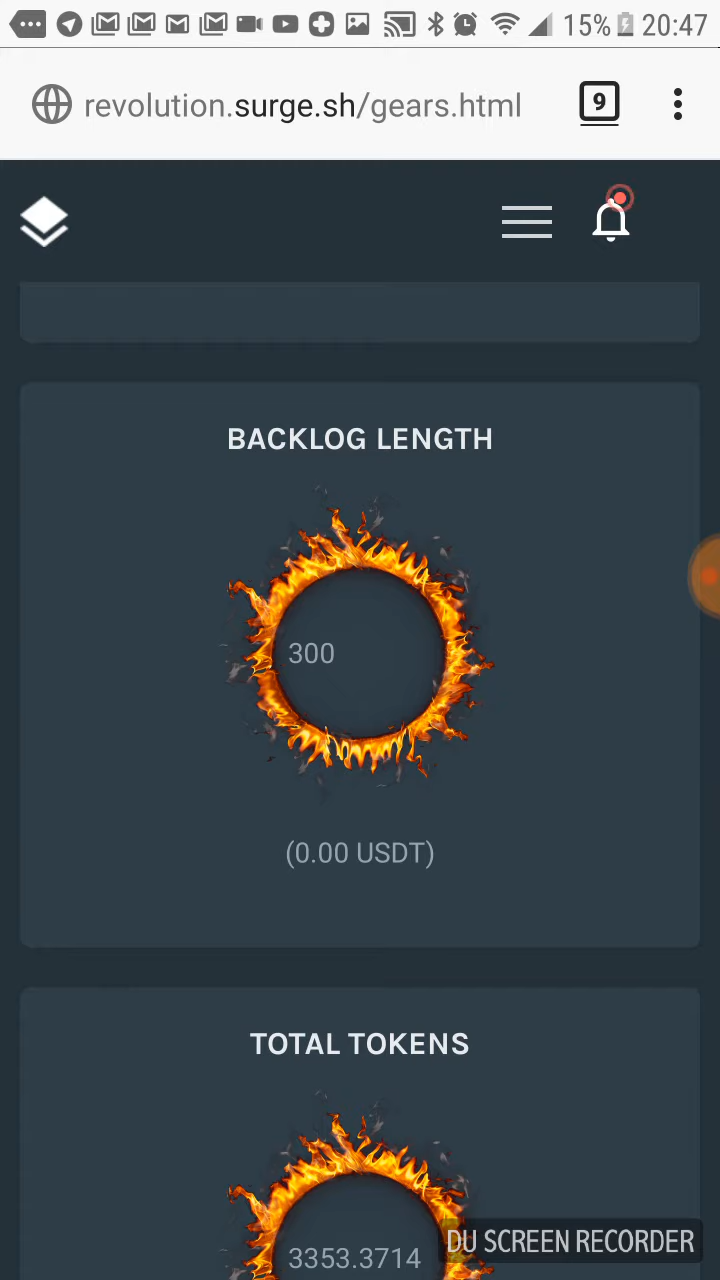 15% 20:47
revolution.surge.sh/gears.html 9
BACKLOG LENGTH
300
(0.00 USDT)
TOTAL TOKENS
3353.3714
DU SCREEN RECORDER